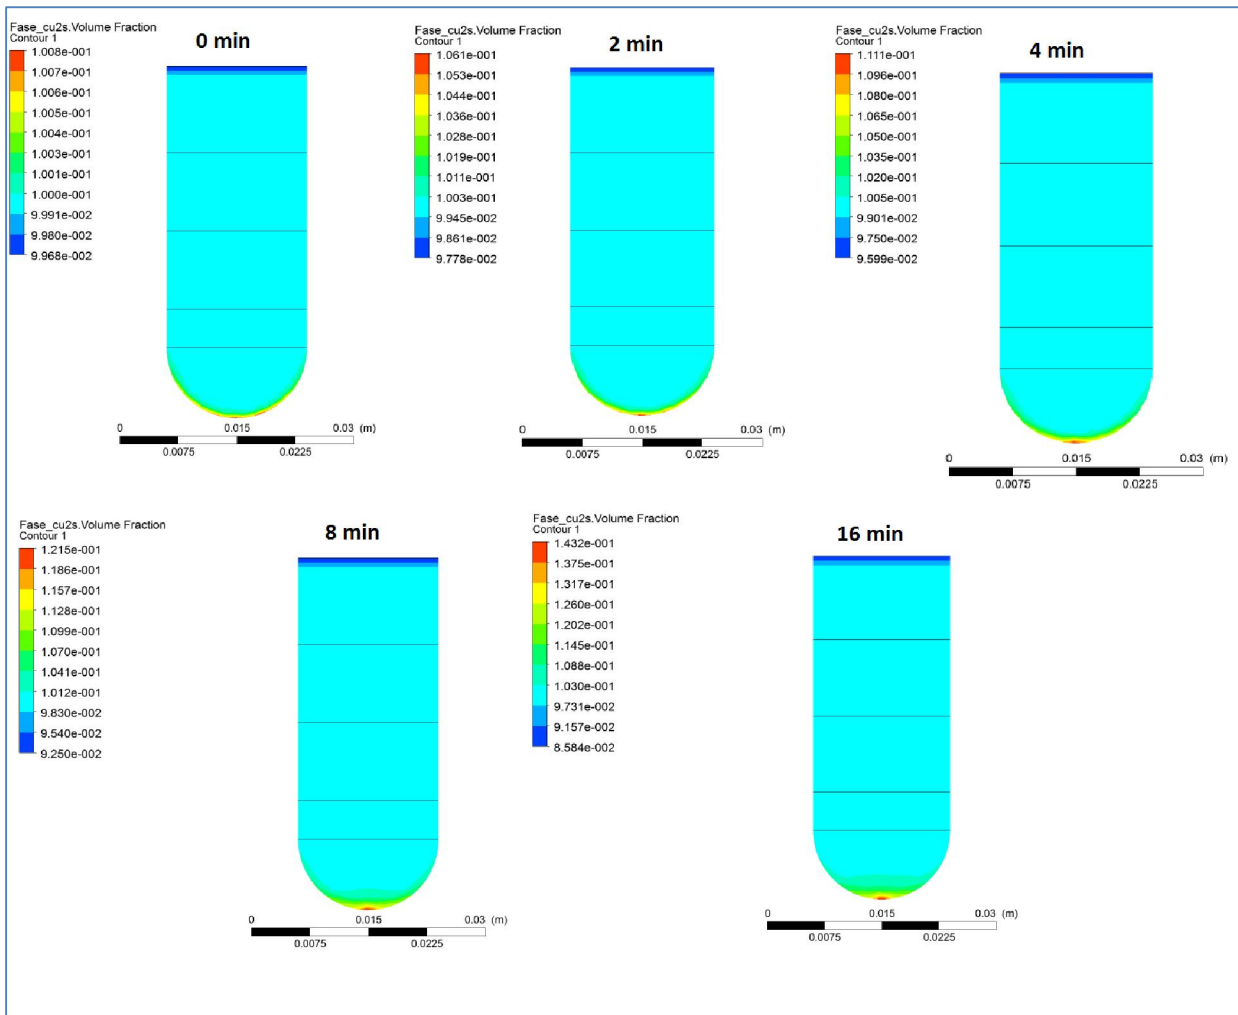 Fase_cu2s.Volume Fraction
Contour 1
0 min
1.008e-001
1.007e-001
1.006e-001
1.005e-001
1.004e-001
1.003e-001
1.001e-001
1.000e-001
9.991e-002
9.980e-002
9.968e-002
0 0.015 0.03 (m)
0.0075 0.0225
Fase_cu2s.Volume Fraction
Contour 1
2 min
1.061e-001
1.053e-001
1.044e-001
1.036e-001
1.028e-001
1.019e-001
1.011e-001
1.003e-001
9.945e-002
9.861e-002
9.778e-002
0 0.015 0.03 (m)
0.0075 0.0225
Fase_cu2s.Volume Fraction
Contour 1
4 min
1.111e-001
1.096e-001
1.080e-001
1.065e-001
1.050e-001
1.035e-001
1.020e-001
1.005e-001
9.901e-002
9.750e-002
9.599e-002
0 0.015 0.03 (m)
0.0075 0.0225
Fase_cu2s.Volume Fraction
Contour 1
8 min
1.215e-001
1.186e-001
1.157e-001
1.128e-001
1.099e-001
1.070e-001
1.041e-001
1.012e-001
9.830e-002
9.540e-002
9.250e-002
0 0.015 0.03 (m)
0.0075 0.0225
Fase_cu2s.Volume Fraction
Contour 1
16 min
1.432e-001
1.375e-001
1.317e-001
1.260e-001
1.202e-001
1.145e-001
1.088e-001
1.030e-001
9.731e-002
9.157e-002
8.584e-002
0 0.015 0.03 (m)
0.0075 0.0225